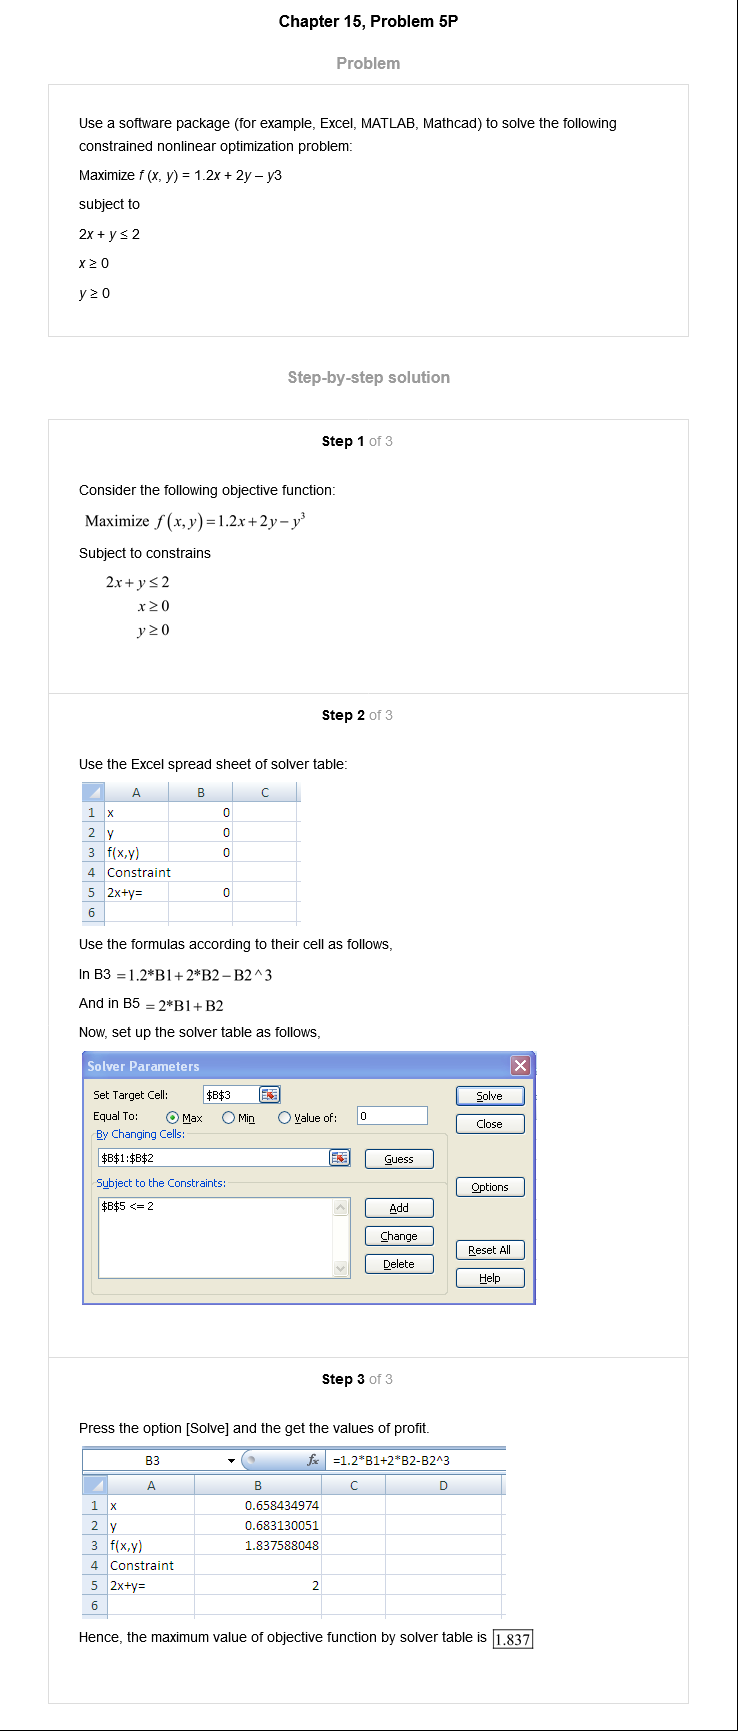 Chapter 15, Problem 5P
Problem
Use a software package (for example, Excel, MATLAB, Mathcad) to solve the following
constrained nonlinear optimization problem:
Maximize f (x, y) = 1.2x + 2y – y3
subject to
2x + y ≤ 2
x ≥ 0
y ≥ 0
Step-by-step solution
Step 1 of 3
Consider the following objective function:
Maximize f(x,y)=1.2x+2y−y³
Subject to constrains
2x+y≤2
x≥0
y≥0
Step 2 of 3
Use the Excel spread sheet of solver table:
A B C
1 x 0
2 y 0
3 f(x,y) 0
4 Constraint
5 2x+y= 0
6
Use the formulas according to their cell as follows,
In B3 =1.2*B1+2*B2−B2^3
And in B5 =2*B1+B2
Now, set up the solver table as follows,
Solver Parameters
Set Target Cell: $B$3 Solve
Equal To: Max Min Value of: 0 Close
By Changing Cells:
$B$1:$B$2 Guess
Subject to the Constraints: Options
$B$5 <= 2 Add
Change
Reset All
Delete
Help
Step 3 of 3
Press the option [Solve] and the get the values of profit.
B3 fx =1.2*B1+2*B2-B2^3
A B C D
1 x 0.658434974
2 y 0.683130051
3 f(x,y) 1.837588048
4 Constraint
5 2x+y= 2
6
Hence, the maximum value of objective function by solver table is 1.837